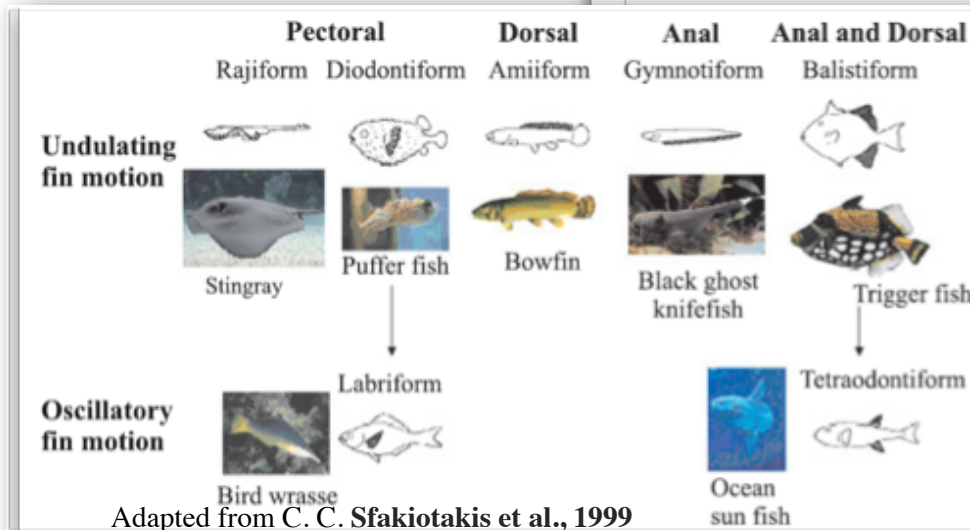 Pectoral Dorsal Anal Anal and Dorsal
Rajiform Diodontiform Amiiform Gymnotiform Balistiform
Undulating
fin motion
Stingray
Puffer fish
Bowfin
Black ghost
knifefish
Trigger fish
Labriform
Tetraodontiform
Oscillatory
fin motion
Bird wrasse
Ocean
sun fish
Adapted from C. C. Sfakiotakis et al., 1999